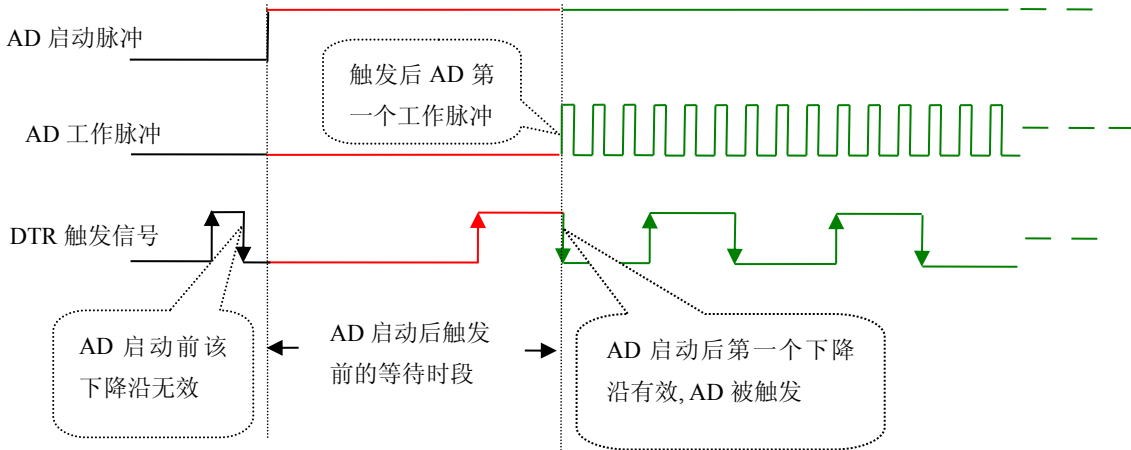 AD 启动脉冲
触发后 AD 第
一个工作脉冲
AD 工作脉冲
DTR 触发信号
AD 启动前该
下降沿无效
AD 启动后触发
前的等待时段
AD 启动后第一个下降
沿有效, AD 被触发